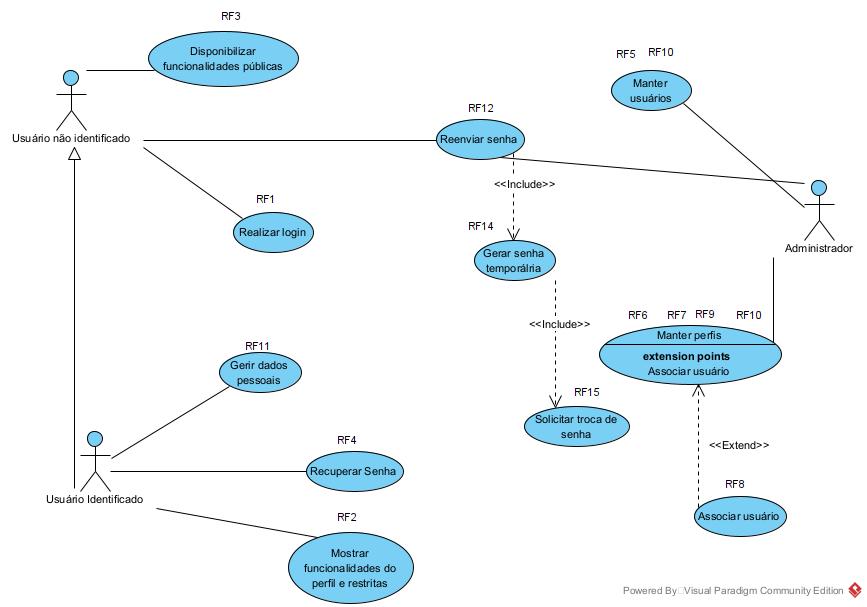 RF3
Disponibilizar
funcionalidades públicas
Usuário não identificado
RF5 RF10
Manter
usuários
RF12
Reenviar senha
<<Include>>
RF1
Realizar login
Administrador
RF14
Gerar senha
temporálria
<<Include>>
RF6 RF7 RF9 RF10
Manter perfis
extension points
Associar usuário
RF11
Gerir dados
pessoais
RF15
Solicitar troca de
senha
<<Extend>>
RF4
Recuperar Senha
Usuário Identificado
RF8
Associar usuário
RF2
Mostrar
funcionalidades do
perfil e restritas
Powered By Visual Paradigm Community Edition